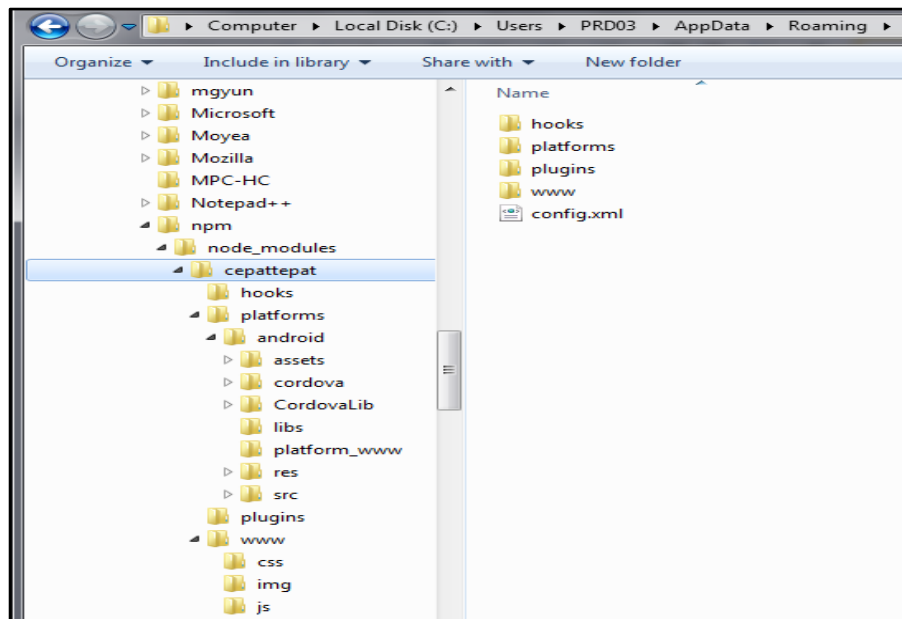 Computer Local Disk (C:) Users PRD03 AppData Roaming
Organize Include in library Share with New folder
mgyun
Microsoft
Moyea
Mozilla
MPC-HC
Notepad++
npm
node_modules
cepattepat
hooks
platforms
android
assets
cordova
CordovaLib
libs
platform_www
res
src
plugins
www
css
img
js
Name
hooks
platforms
plugins
www
config.xml